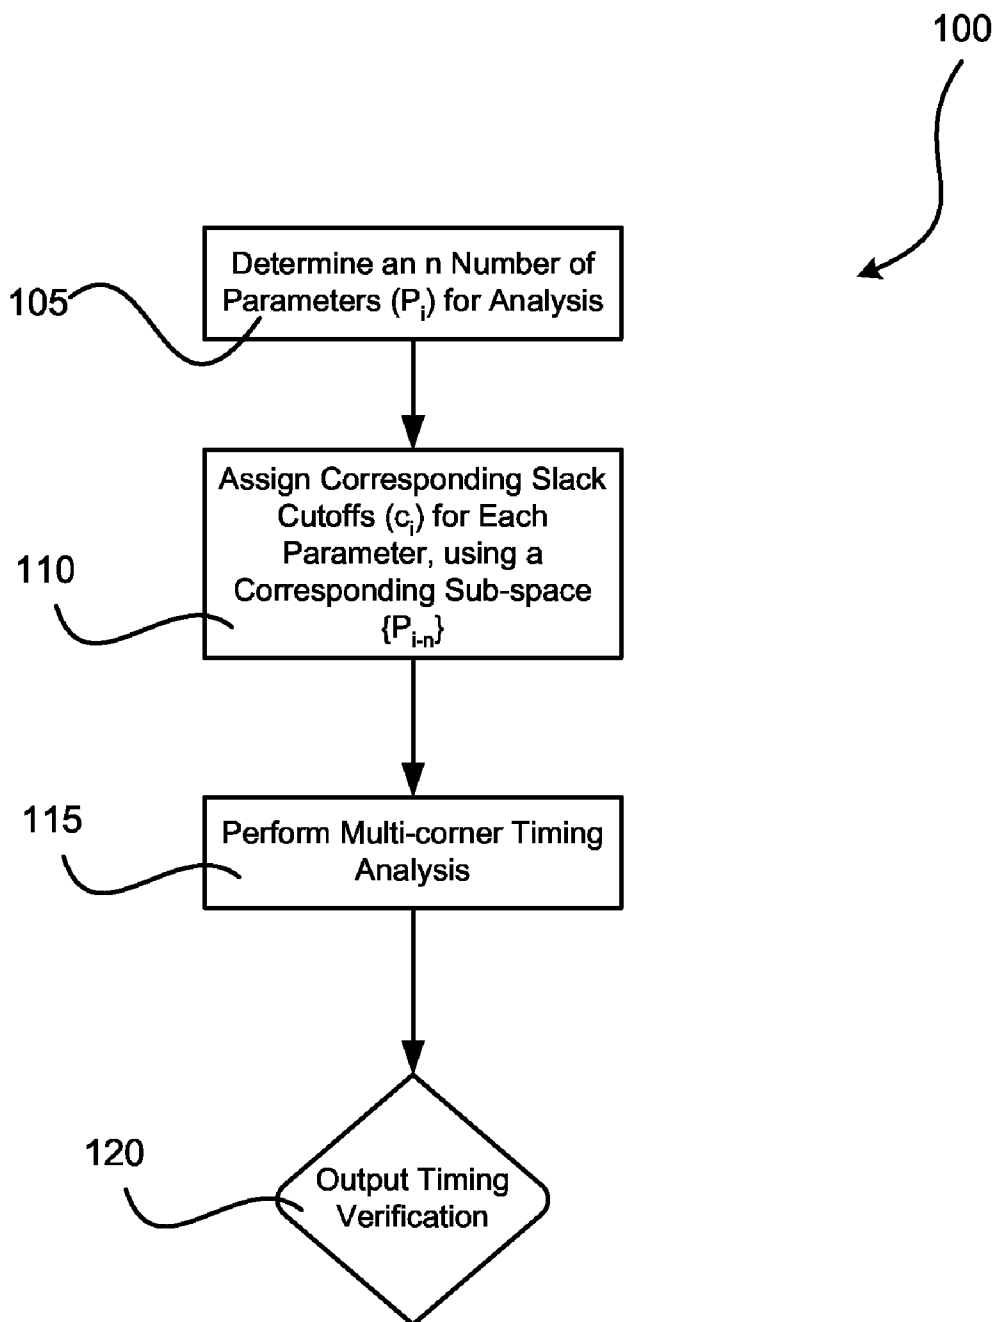 100
Determine an n Number of
Parameters (Pi) for Analysis
105
Assign Corresponding Slack
Cutoffs (ci) for Each
Parameter, using a
Corresponding Sub-space
{Pi-n}
110
Perform Multi-corner Timing
Analysis
115
Output Timing
Verification
120